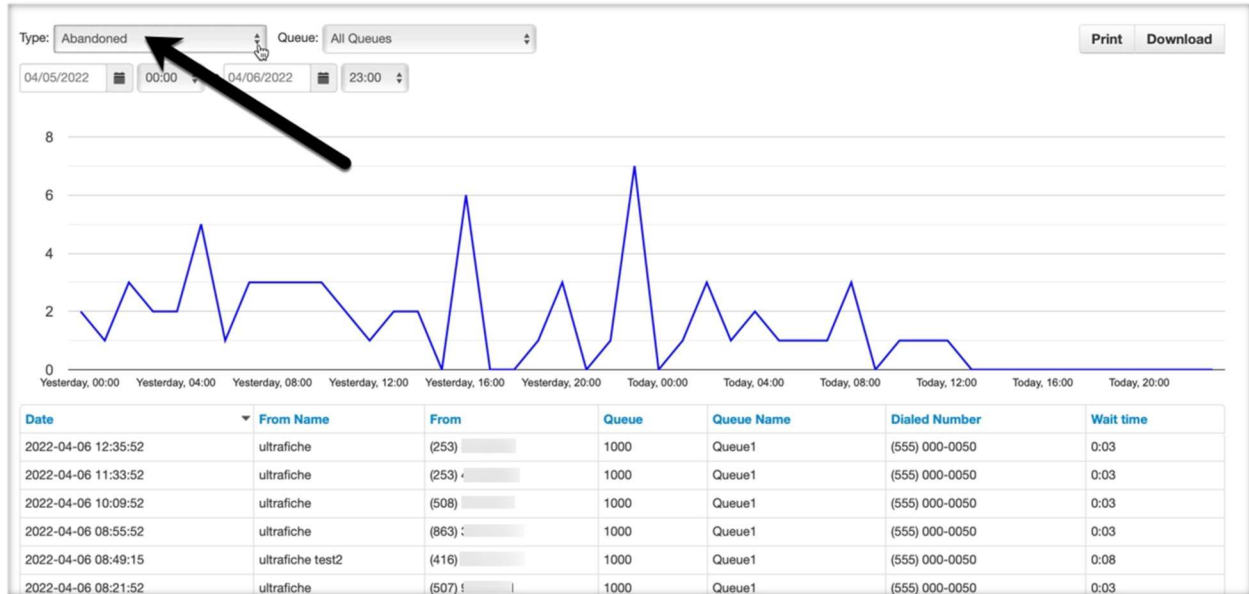 Type: Abandoned Queue: All Queues Print Download
04/05/2022 00:00 04/06/2022 23:00
8
6
4
2
0
Yesterday, 00:00 Yesterday, 04:00 Yesterday, 08:00 Yesterday, 12:00 Yesterday, 16:00 Yesterday, 20:00 Today, 00:00 Today, 04:00 Today, 08:00 Today, 12:00 Today, 16:00 Today, 20:00
Date From Name From Queue Queue Name Dialed Number Wait time
2022-04-06 12:35:52 ultrafiche (253) 1000 Queue1 (555) 000-0050 0:03
2022-04-06 11:33:52 ultrafiche (253) 1000 Queue1 (555) 000-0050 0:03
2022-04-06 10:09:52 ultrafiche (508) 1000 Queue1 (555) 000-0050 0:03
2022-04-06 08:55:52 ultrafiche (863) 1000 Queue1 (555) 000-0050 0:03
2022-04-06 08:49:15 ultrafiche test2 (416) 1000 Queue1 (555) 000-0050 0:08
2022-04-06 08:21:52 ultrafiche (507) 1000 Queue1 (555) 000-0050 0:03